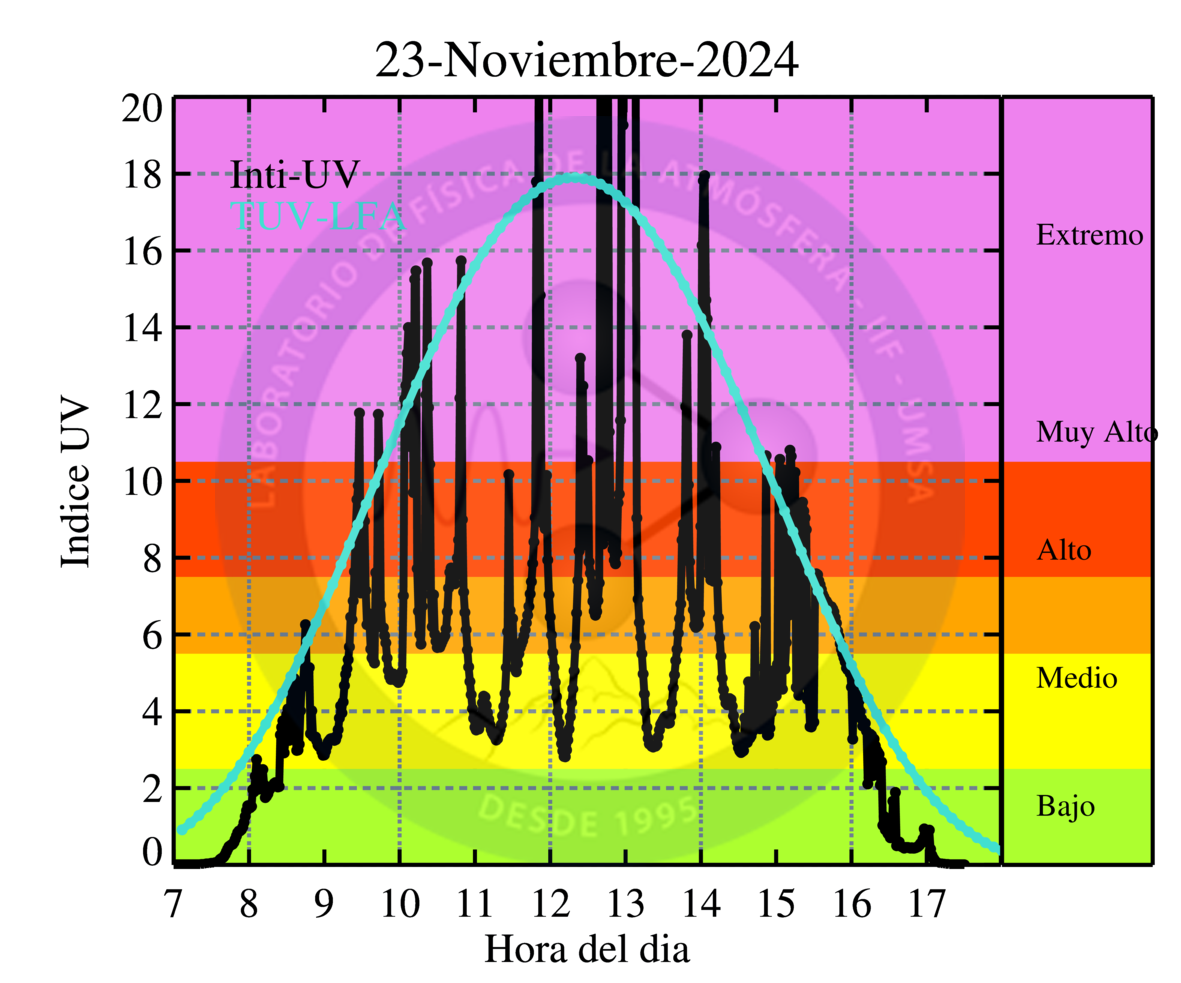 23-Noviembre-2024
Inti-UV
TUV-LFA
Indice UV
20
18
16
14
12
10
8
6
4
2
0
7 8 9 10 11 12 13 14 15 16 17
Hora del dia
Extremo
Muy Alto
Alto
Medio
Bajo
LABORATORIO DE FÍSICA DE LA ATMÓSFERA - IIF - UMSA
DESDE 1995